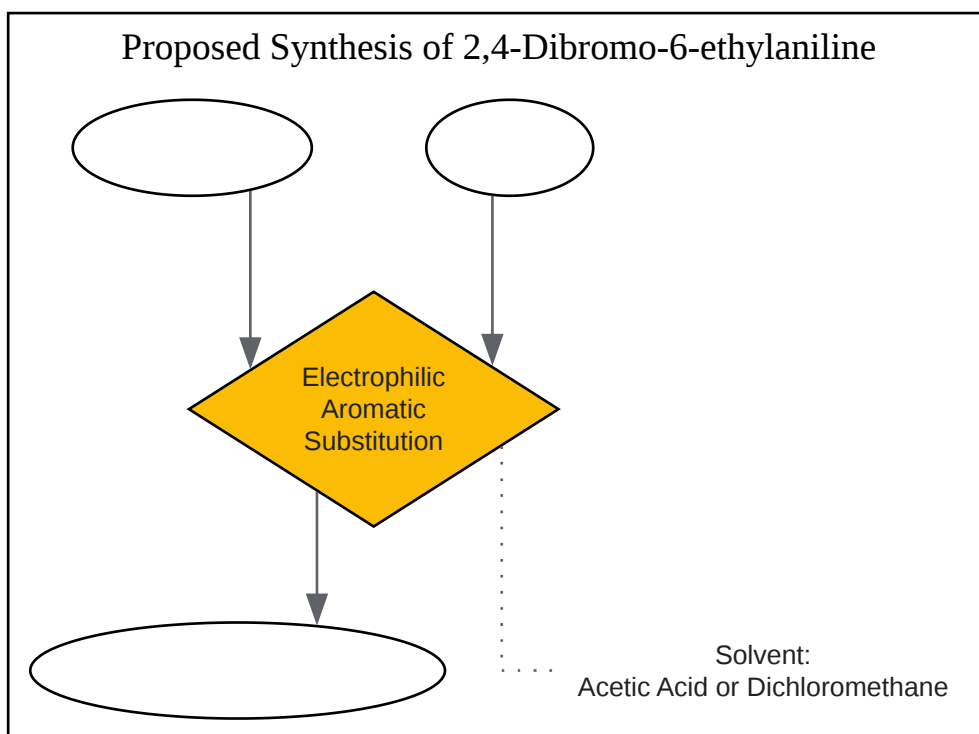 Proposed Synthesis of 2,4-Dibromo-6-ethylaniline
Electrophilic
Aromatic
Substitution
Solvent:
Acetic Acid or Dichloromethane